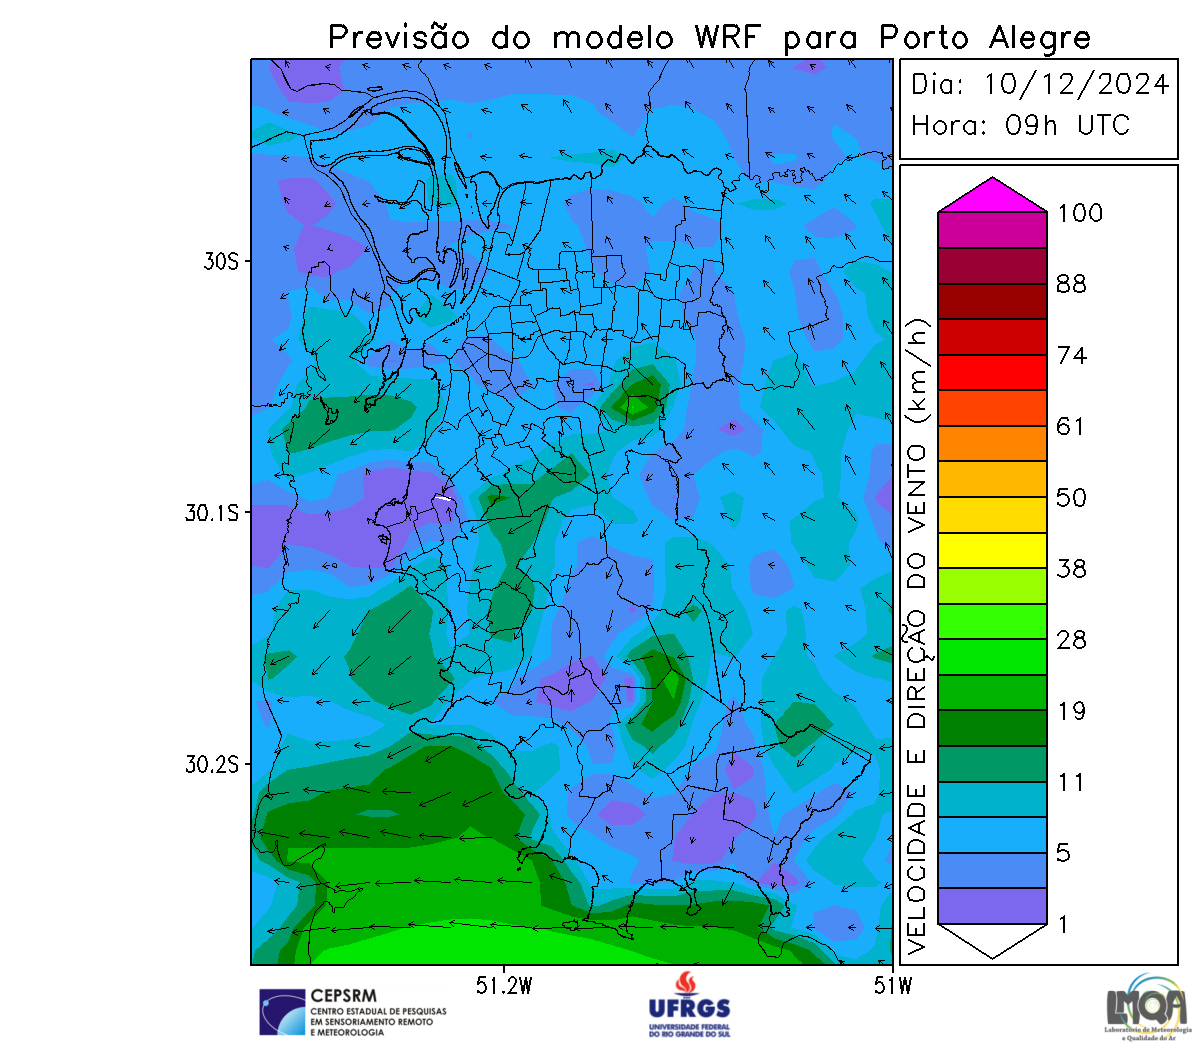 Previsão do modelo WRF para Porto Alegre
Dia: 10/12/2024
Hora: 09h UTC
30S
30.1S
30.2S
51.2W
51W
VELOCIDADE E DIREÇÃO DO VENTO (km/h)
100
88
74
61
50
38
28
19
11
5
1
CEPSRM
CENTRO ESTADUAL DE PESQUISAS
EM SENSORIAMENTO REMOTO
E METEOROLOGIA
UFRGS
UNIVERSIDADE FEDERAL
DO RIO GRANDE DO SUL
LMQA
Laboratório de Meteorologia
e Qualidade do Ar